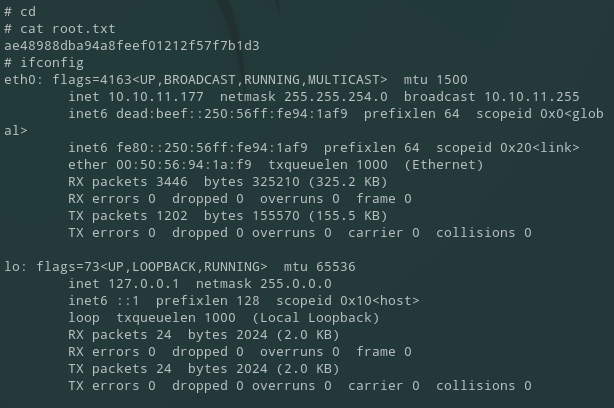 # cd
# cat root.txt
ae48988dba94a8feef01212f57f7b1d3
# ifconfig
eth0: flags=4163<UP,BROADCAST,RUNNING,MULTICAST>  mtu 1500
        inet 10.10.11.177  netmask 255.255.254.0  broadcast 10.10.11.255
        inet6 dead:beef::250:56ff:fe94:1af9  prefixlen 64  scopeid 0x0<glob
al>
        inet6 fe80::250:56ff:fe94:1af9  prefixlen 64  scopeid 0x20<link>
        ether 00:50:56:94:1a:f9  txqueuelen 1000  (Ethernet)
        RX packets 3446  bytes 325210 (325.2 KB)
        RX errors 0  dropped 0  overruns 0  frame 0
        TX packets 1202  bytes 155570 (155.5 KB)
        TX errors 0  dropped 0 overruns 0  carrier 0  collisions 0

lo: flags=73<UP,LOOPBACK,RUNNING>  mtu 65536
        inet 127.0.0.1  netmask 255.0.0.0
        inet6 ::1  prefixlen 128  scopeid 0x10<host>
        loop  txqueuelen 1000  (Local Loopback)
        RX packets 24  bytes 2024 (2.0 KB)
        RX errors 0  dropped 0  overruns 0  frame 0
        TX packets 24  bytes 2024 (2.0 KB)
        TX errors 0  dropped 0 overruns 0  carrier 0  collisions 0